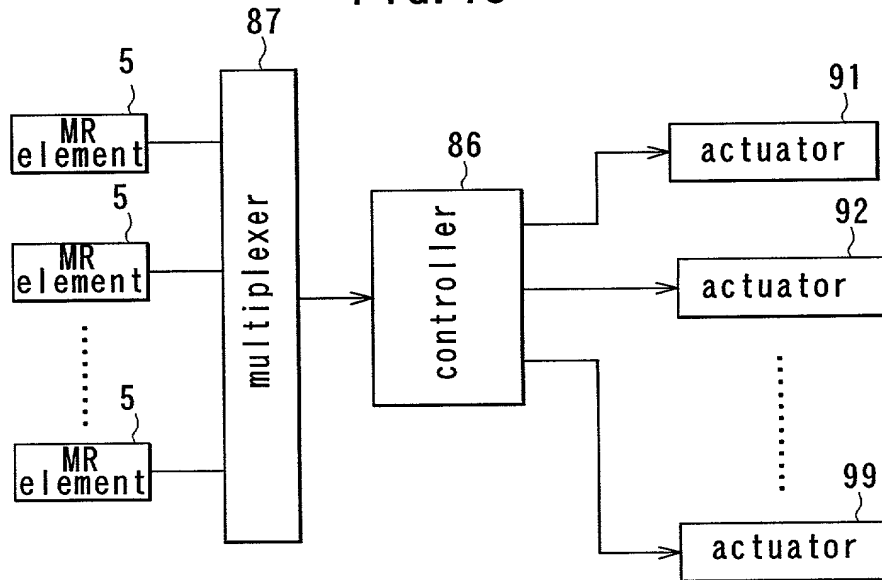 87
5
MR
element
5
MR
element
5
MR
element
multiplexer
86
controller
91
actuator
92
actuator
99
actuator